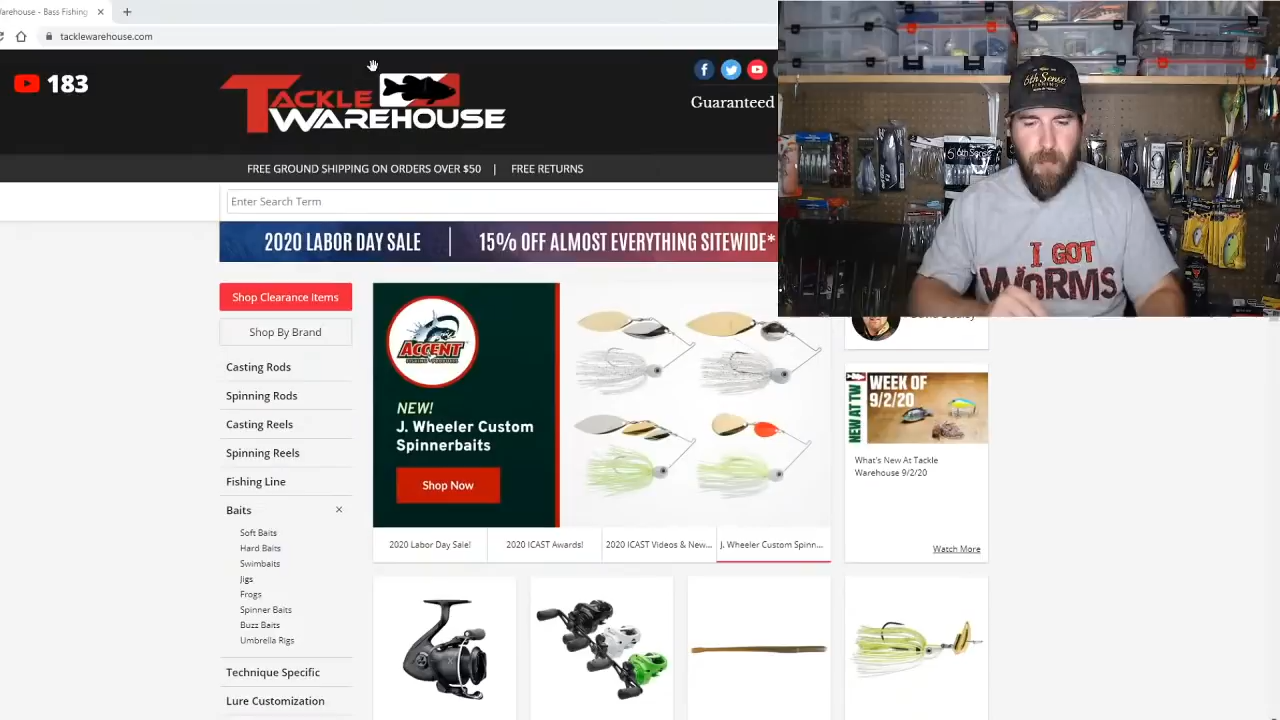 Warehouse - Bass Fishing
tacklewarehouse.com
183
TACKLE
WAREHOUSE
Guaranteed
FREE GROUND SHIPPING ON ORDERS OVER $50 | FREE RETURNS
Enter Search Term
2020 LABOR DAY SALE | 15% OFF ALMOST EVERYTHING SITEWIDE*
6th Sense
FISHING
6th Sense
I GOT
WORMS
Shop Clearance Items
Shop By Brand
Casting Rods
Spinning Rods
Casting Reels
Spinning Reels
Fishing Line
Baits
Soft Baits
Hard Baits
Swimbaits
Jigs
Frogs
Spinner Baits
Buzz Baits
Umbrella Rigs
Technique Specific
Lure Customization
ACCENT
NEW!
J. Wheeler Custom
Spinnerbaits
Shop Now
2020 Labor Day Sale!
2020 ICAST Awards!
2020 ICAST Videos & New...
J. Wheeler Custom Spinn...
NEW AT TW
WEEK OF
9/2/20
What's New At Tackle
Warehouse 9/2/20
Watch More